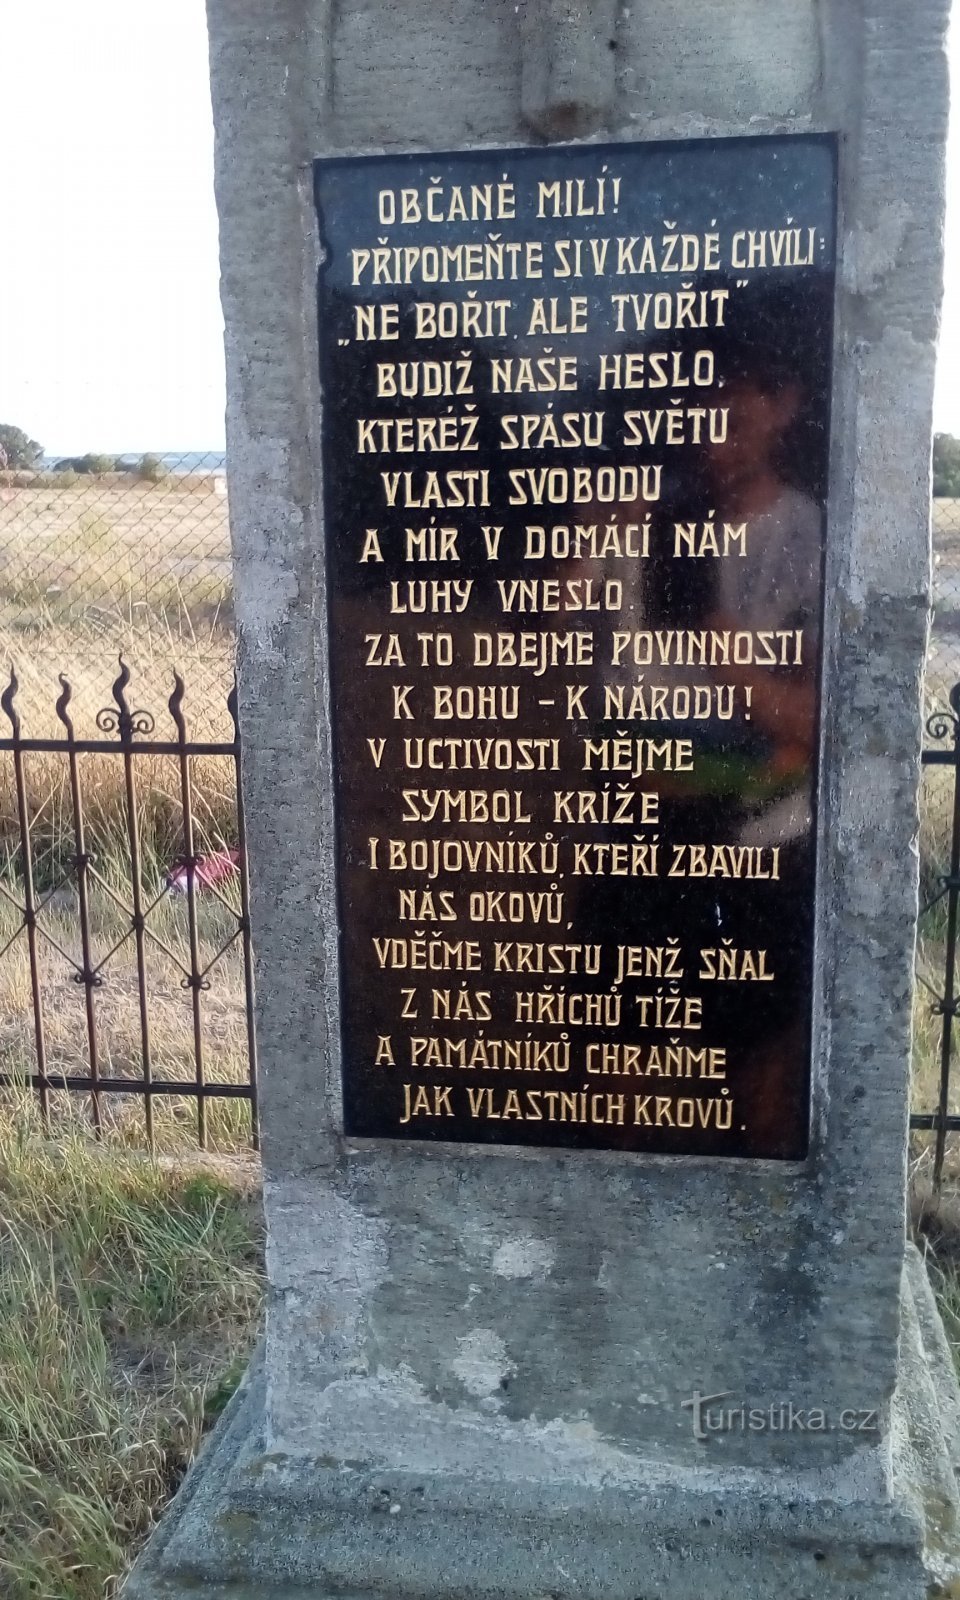 OBČANÉ MILÍ!
PŘIPOMEŇTE SI V KAŽDÉ CHVÍLI:
„NE BOŘIT, ALE TVOŘIT"
BUDIŽ NAŠE HESLO,
KTERÉŽ SPÁSU SVĚTU
VLASTI SVOBODU
A MÍR V DOMÁCÍ NÁM
LUHY VNESLO.
ZA TO DBEJME POVINNOSTI
K BOHU – K NÁRODU!
V UCTIVOSTI MĚJME
SYMBOL KRÍŽE
I BOJOVNÍKŮ, KTEŘÍ ZBAVILI
NÁS OKOVŮ,
VDĚČME KRISTU JENŽ SŇAL
Z NÁS HŘÍCHŮ TÍŽE
A PAMÁTNÍKŮ CHRAŇME
JAK VLASTNÍCH KROVŮ.
Turistika.cz